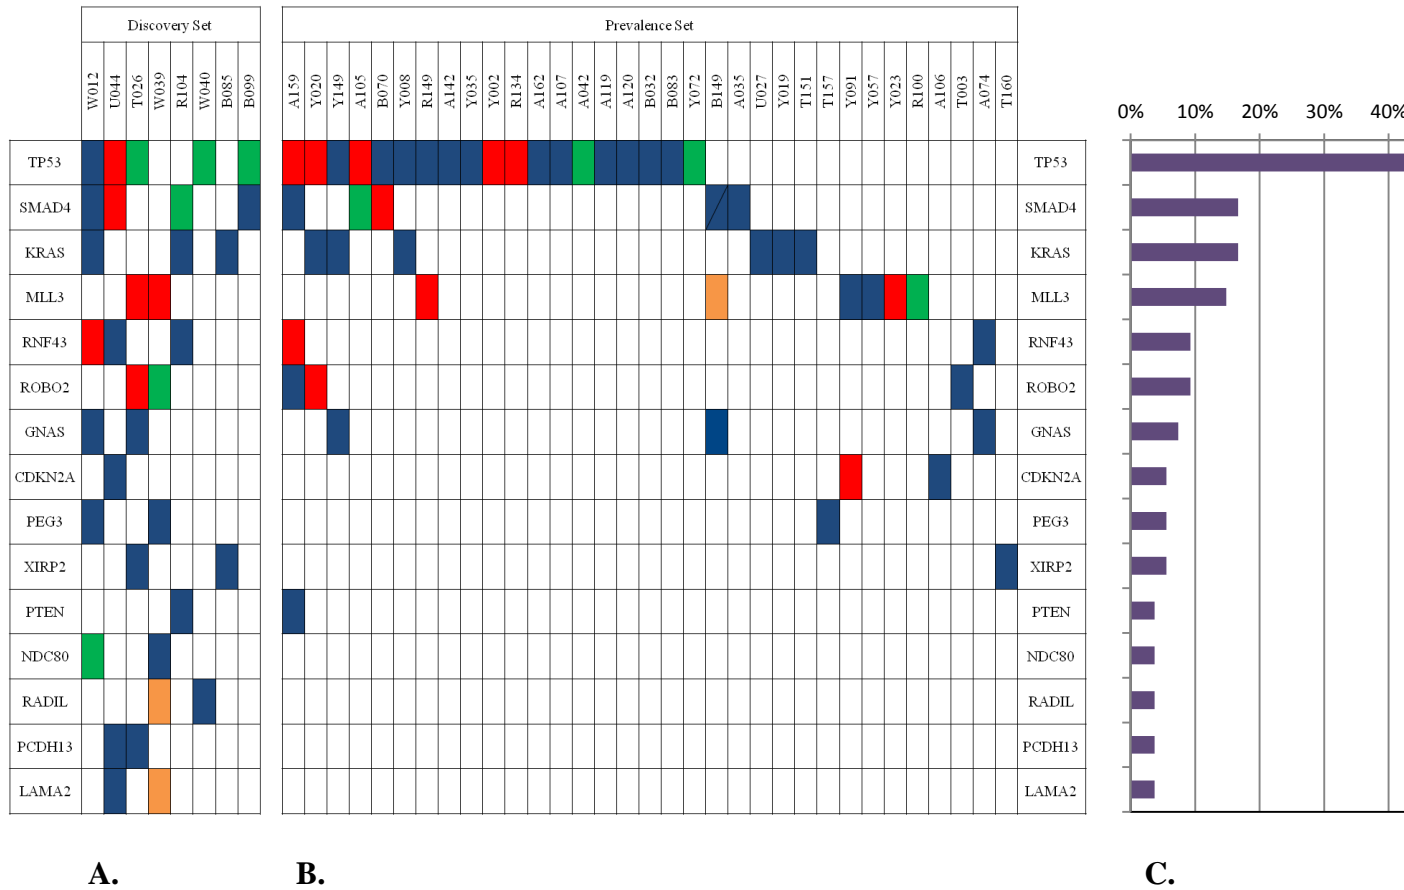 Discovery Set
Prevalence Set
W012 U044 T026 W039 R104 W040 B085 B099
A159 Y020 Y149 A105 B070 Y008 R149 A142 Y035 Y002 R134 A162 A107 A042 A119 A120 B032 B083 Y072 B149 A035 U027 Y019 T151 T157 Y091 Y057 Y023 R100 A106 T003 A074 T160
0% 10% 20% 30% 40%
TP53 TP53
SMAD4 SMAD4
KRAS KRAS
MLL3 MLL3
RNF43 RNF43
ROBO2 ROBO2
GNAS GNAS
CDKN2A CDKN2A
PEG3 PEG3
XIRP2 XIRP2
PTEN PTEN
NDC80 NDC80
RADIL RADIL
PCDH13 PCDH13
LAMA2 LAMA2
A. B. C.